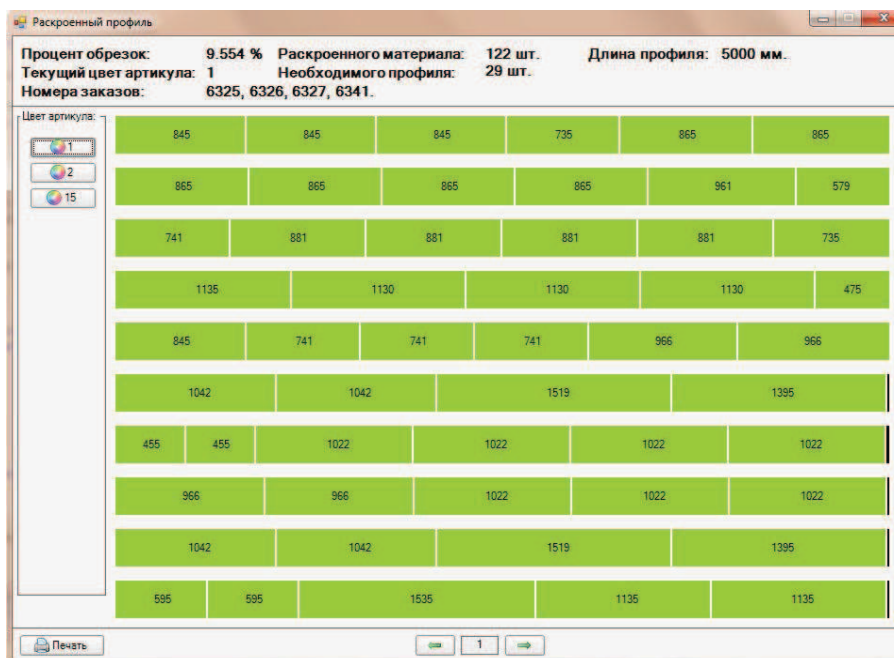 Раскроенный профиль
Процент обрезок: 9.554 % Раскроенного материала: 122 шт. Длина профиля: 5000 мм.
Текущий цвет артикула: 1 Необходимого профиля: 29 шт.
Номера заказов: 6325, 6326, 6327, 6341.
Цвет артикула:
1
2
15
845 845 845 735 865 865
865 865 865 865 961 579
741 881 881 881 881 735
1135 1130 1130 1130 475
845 741 741 741 966 966
1042 1042 1519 1395
455 455 1022 1022 1022 1022
966 966 1022 1022 1022
1042 1042 1519 1395
595 595 1535 1135 1135
Печать 1